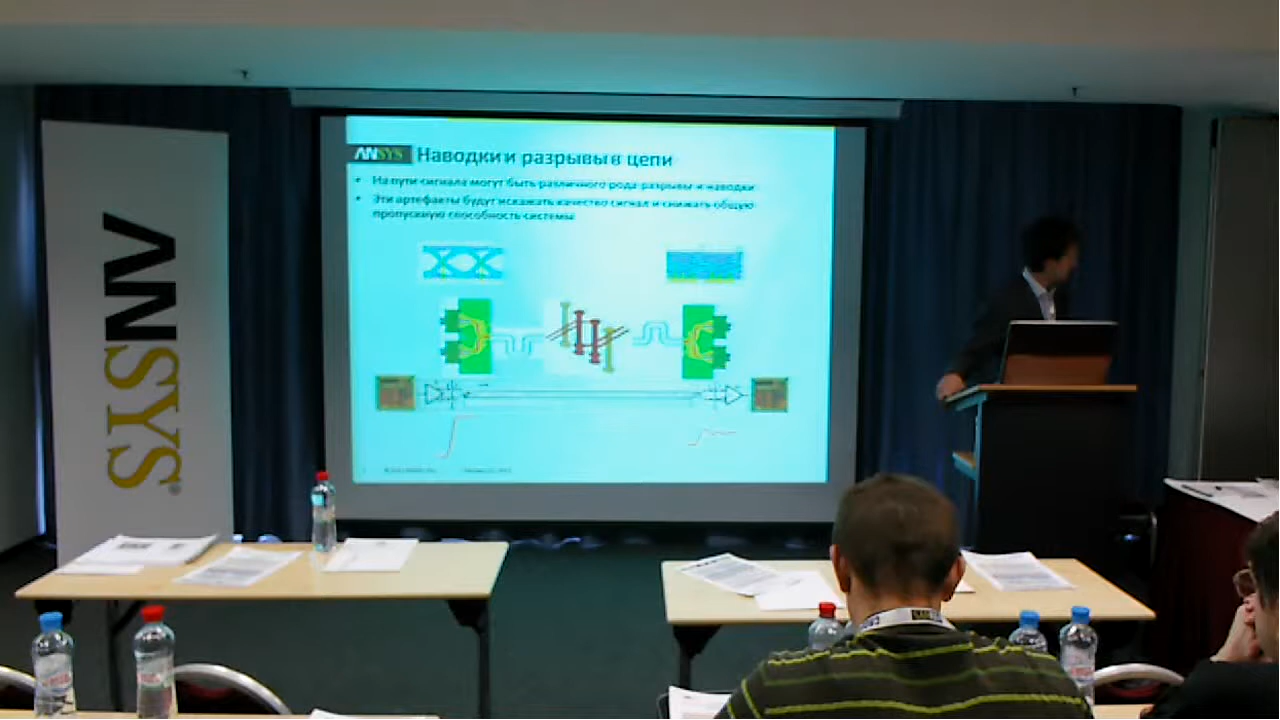 ANSYS
ANSYS Наводки и разрывы в цепи
• На пути сигнала могут быть различного рода разрывы и наводки
• Эти артефакты будут искажать качество сигнал и снижать общую
пропускную способность системы